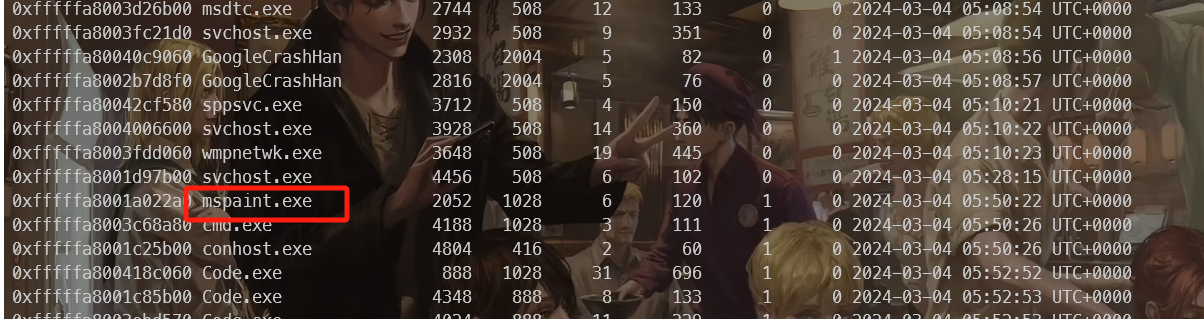 0xfffffa8003d26b00 msdtc.exe 2744 508 12 133 0 0 2024-03-04 05:08:54 UTC+0000
0xfffffa8003fc21d0 svchost.exe 2932 508 9 351 0 0 2024-03-04 05:08:54 UTC+0000
0xfffffa80040c9060 GoogleCrashHan 2308 2004 5 82 0 1 2024-03-04 05:08:56 UTC+0000
0xfffffa8002b7d8f0 GoogleCrashHan 2816 2004 5 76 0 0 2024-03-04 05:08:57 UTC+0000
0xfffffa80042cf580 sppsvc.exe 3712 508 4 150 0 0 2024-03-04 05:10:21 UTC+0000
0xfffffa8004006600 svchost.exe 3928 508 14 360 0 0 2024-03-04 05:10:22 UTC+0000
0xfffffa8003fdd060 wmpnetwk.exe 3648 508 19 445 0 0 2024-03-04 05:10:23 UTC+0000
0xfffffa8001d97b00 svchost.exe 4456 508 6 102 0 0 2024-03-04 05:28:15 UTC+0000
0xfffffa8001a022a0 mspaint.exe 2052 1028 6 120 1 0 2024-03-04 05:50:22 UTC+0000
0xfffffa8003c68a80 cmd.exe 4188 1028 3 111 1 0 2024-03-04 05:50:26 UTC+0000
0xfffffa8001c25b00 conhost.exe 4804 416 2 60 1 0 2024-03-04 05:50:26 UTC+0000
0xfffffa800418c060 Code.exe 888 1028 31 696 1 0 2024-03-04 05:52:52 UTC+0000
0xfffffa8001c85b00 Code.exe 4348 888 8 133 1 0 2024-03-04 05:52:53 UTC+0000